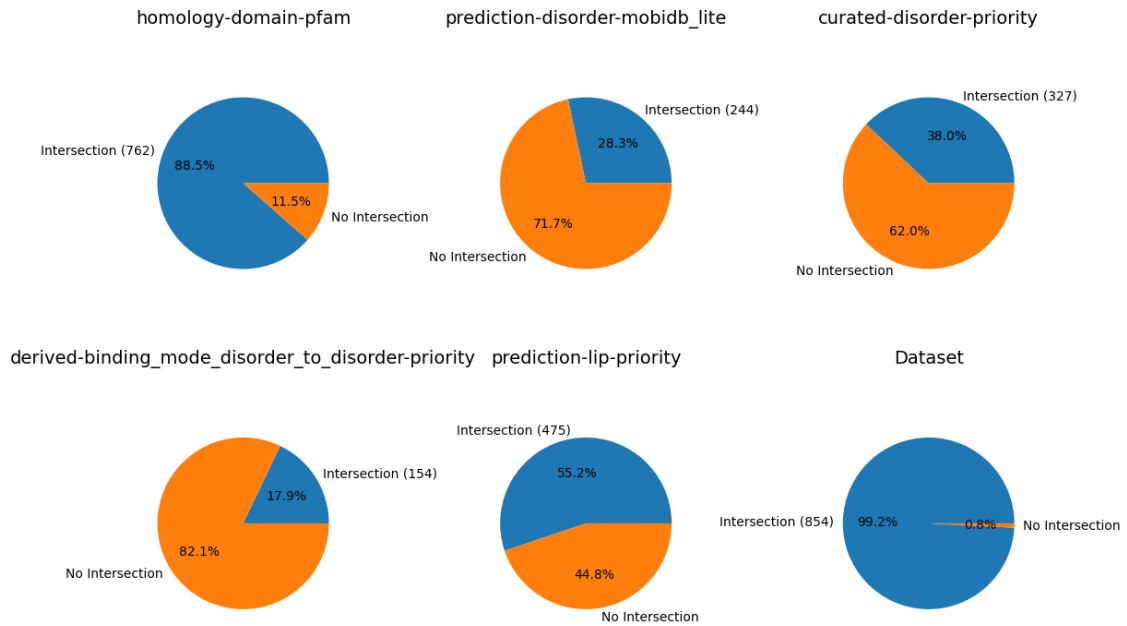 homology-domain-pfam
Intersection (762)
88.5%
11.5%
No Intersection
prediction-disorder-mobidb_lite
Intersection (244)
28.3%
71.7%
No Intersection
curated-disorder-priority
Intersection (327)
38.0%
62.0%
No Intersection
derived-binding_mode_disorder_to_disorder-priority
Intersection (154)
17.9%
82.1%
No Intersection
prediction-lip-priority
Intersection (475)
55.2%
44.8%
No Intersection
Dataset
Intersection (854)
99.2%
0.8%
No Intersection